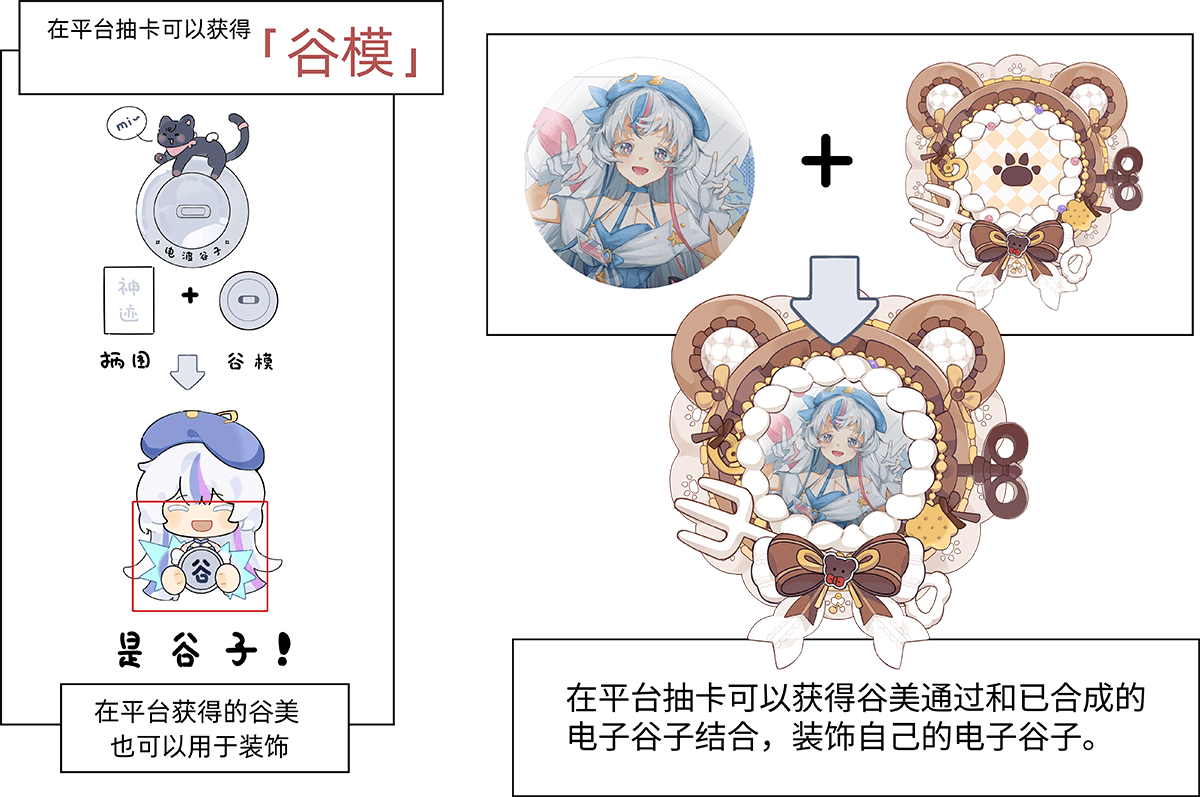 在平台抽卡可以获得
「谷模」
mi~
电波谷子
神
迹
+
柄图
谷模
谷
是谷子!
在平台获得的谷美
也可以用于装饰
+
在平台抽卡可以获得谷美通过和已合成的
电子谷子结合，装饰自己的电子谷子。